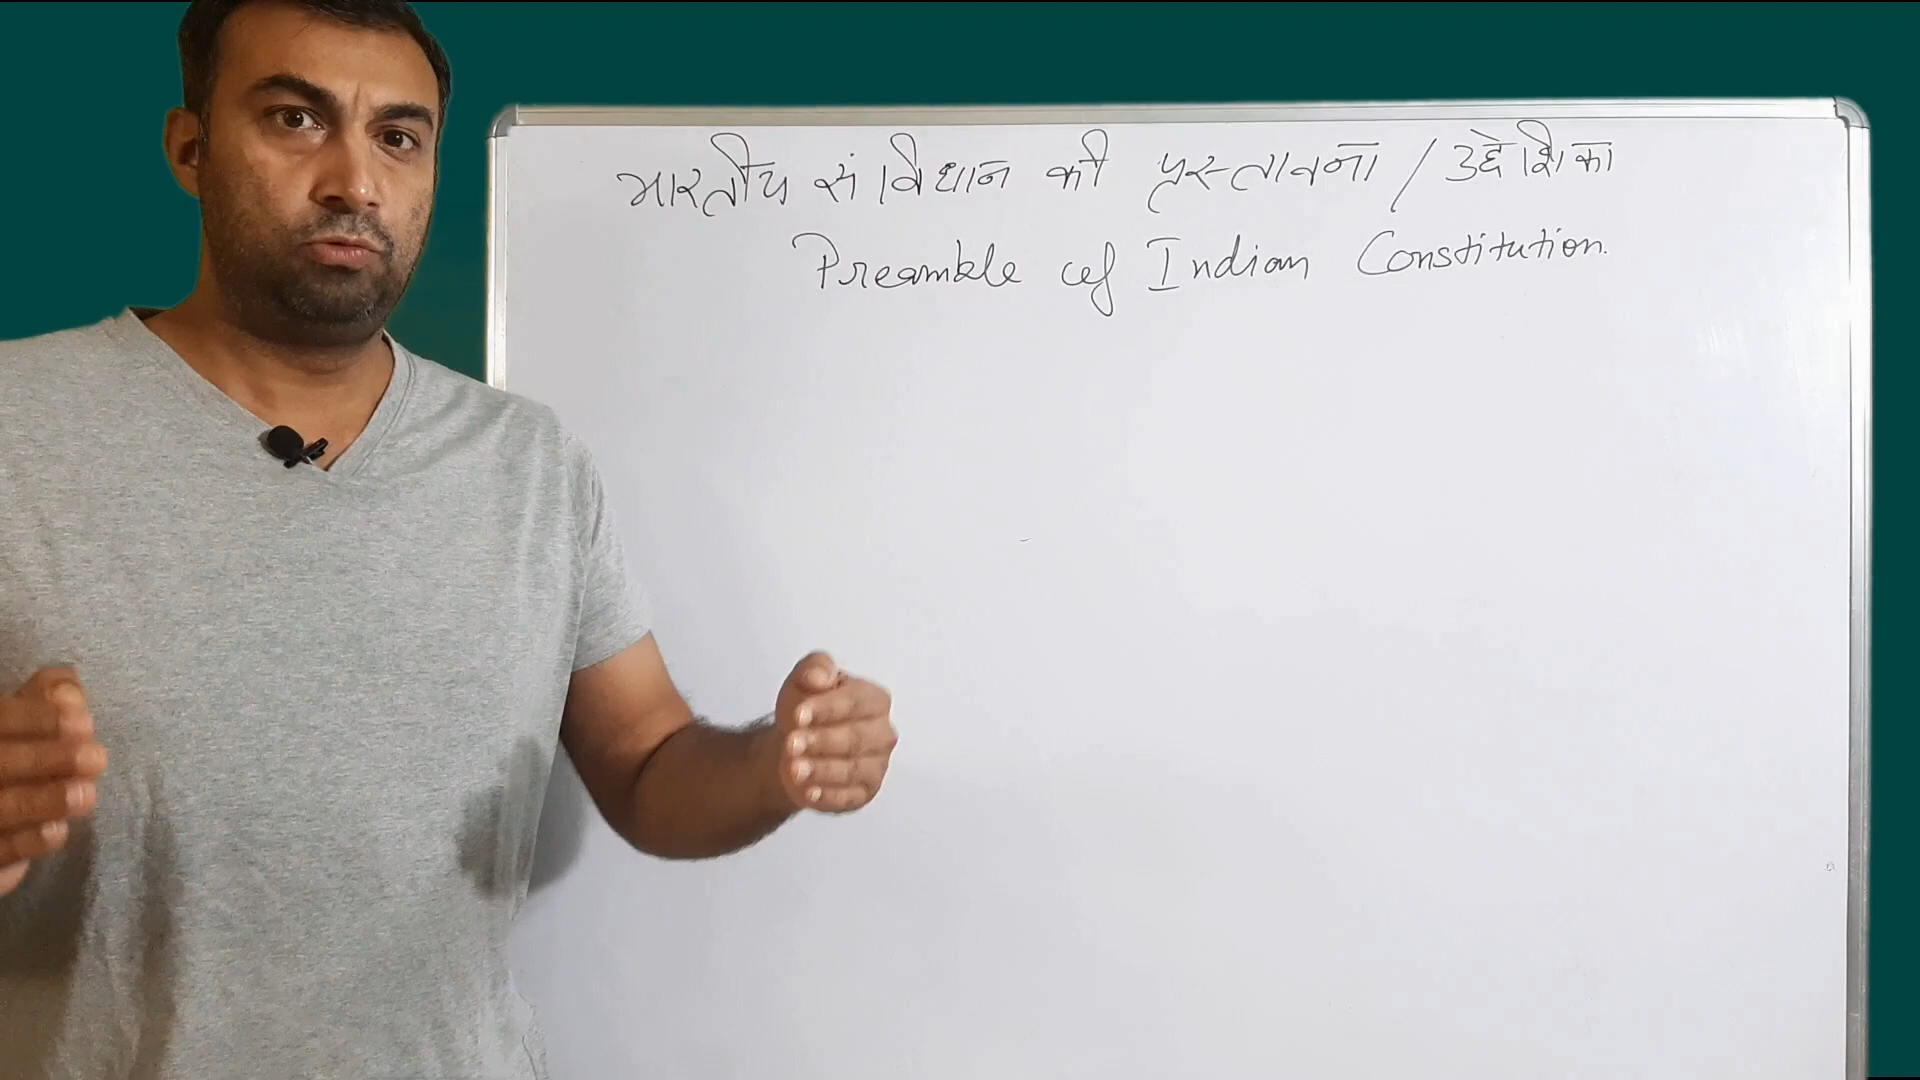 भारतीय संविधान की प्रस्तावना / उद्देशिका
Preamble of Indian Constitution.